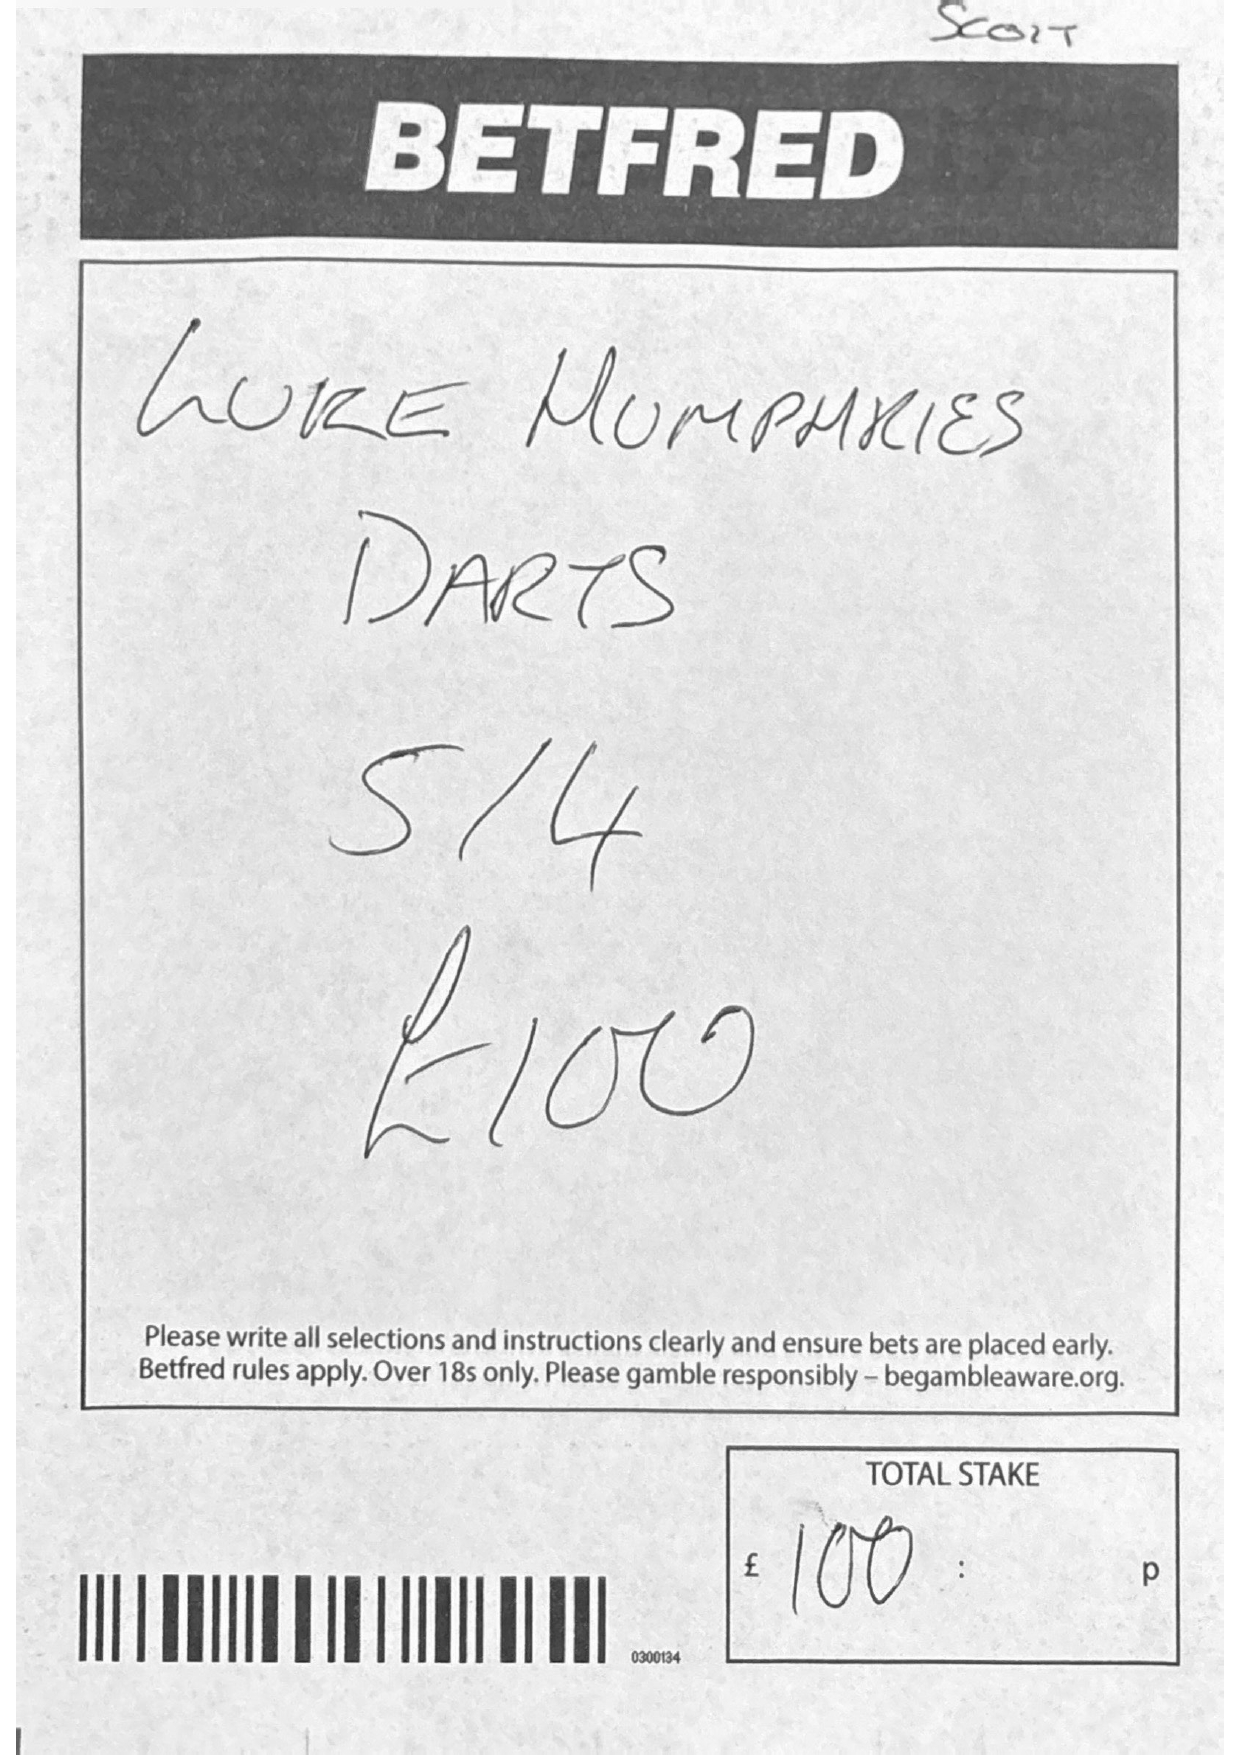 SCOTT
BETFRED
LUKE HUMPHRIES
DARTS
5/4
£100
Please write all selections and instructions clearly and ensure bets are placed early.
Betfred rules apply. Over 18s only. Please gamble responsibly – begambleaware.org.
TOTAL STAKE
£ 100 : p
0300134